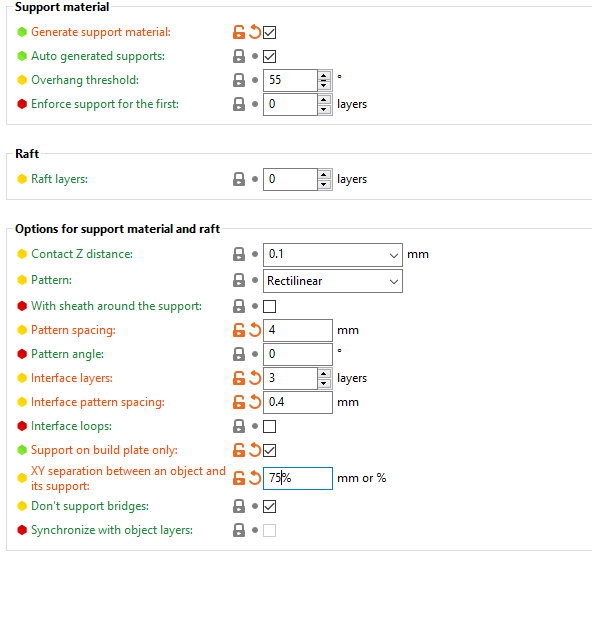 Support material
Generate support material:
Auto generated supports:
Overhang threshold: 55 °
Enforce support for the first: 0 layers
Raft
Raft layers: 0 layers
Options for support material and raft
Contact Z distance: 0.1 mm
Pattern: Rectilinear
With sheath around the support:
Pattern spacing: 4 mm
Pattern angle: 0 °
Interface layers: 3 layers
Interface pattern spacing: 0.4 mm
Interface loops:
Support on build plate only:
XY separation between an object and
its support: 75% mm or %
Don't support bridges:
Synchronize with object layers: